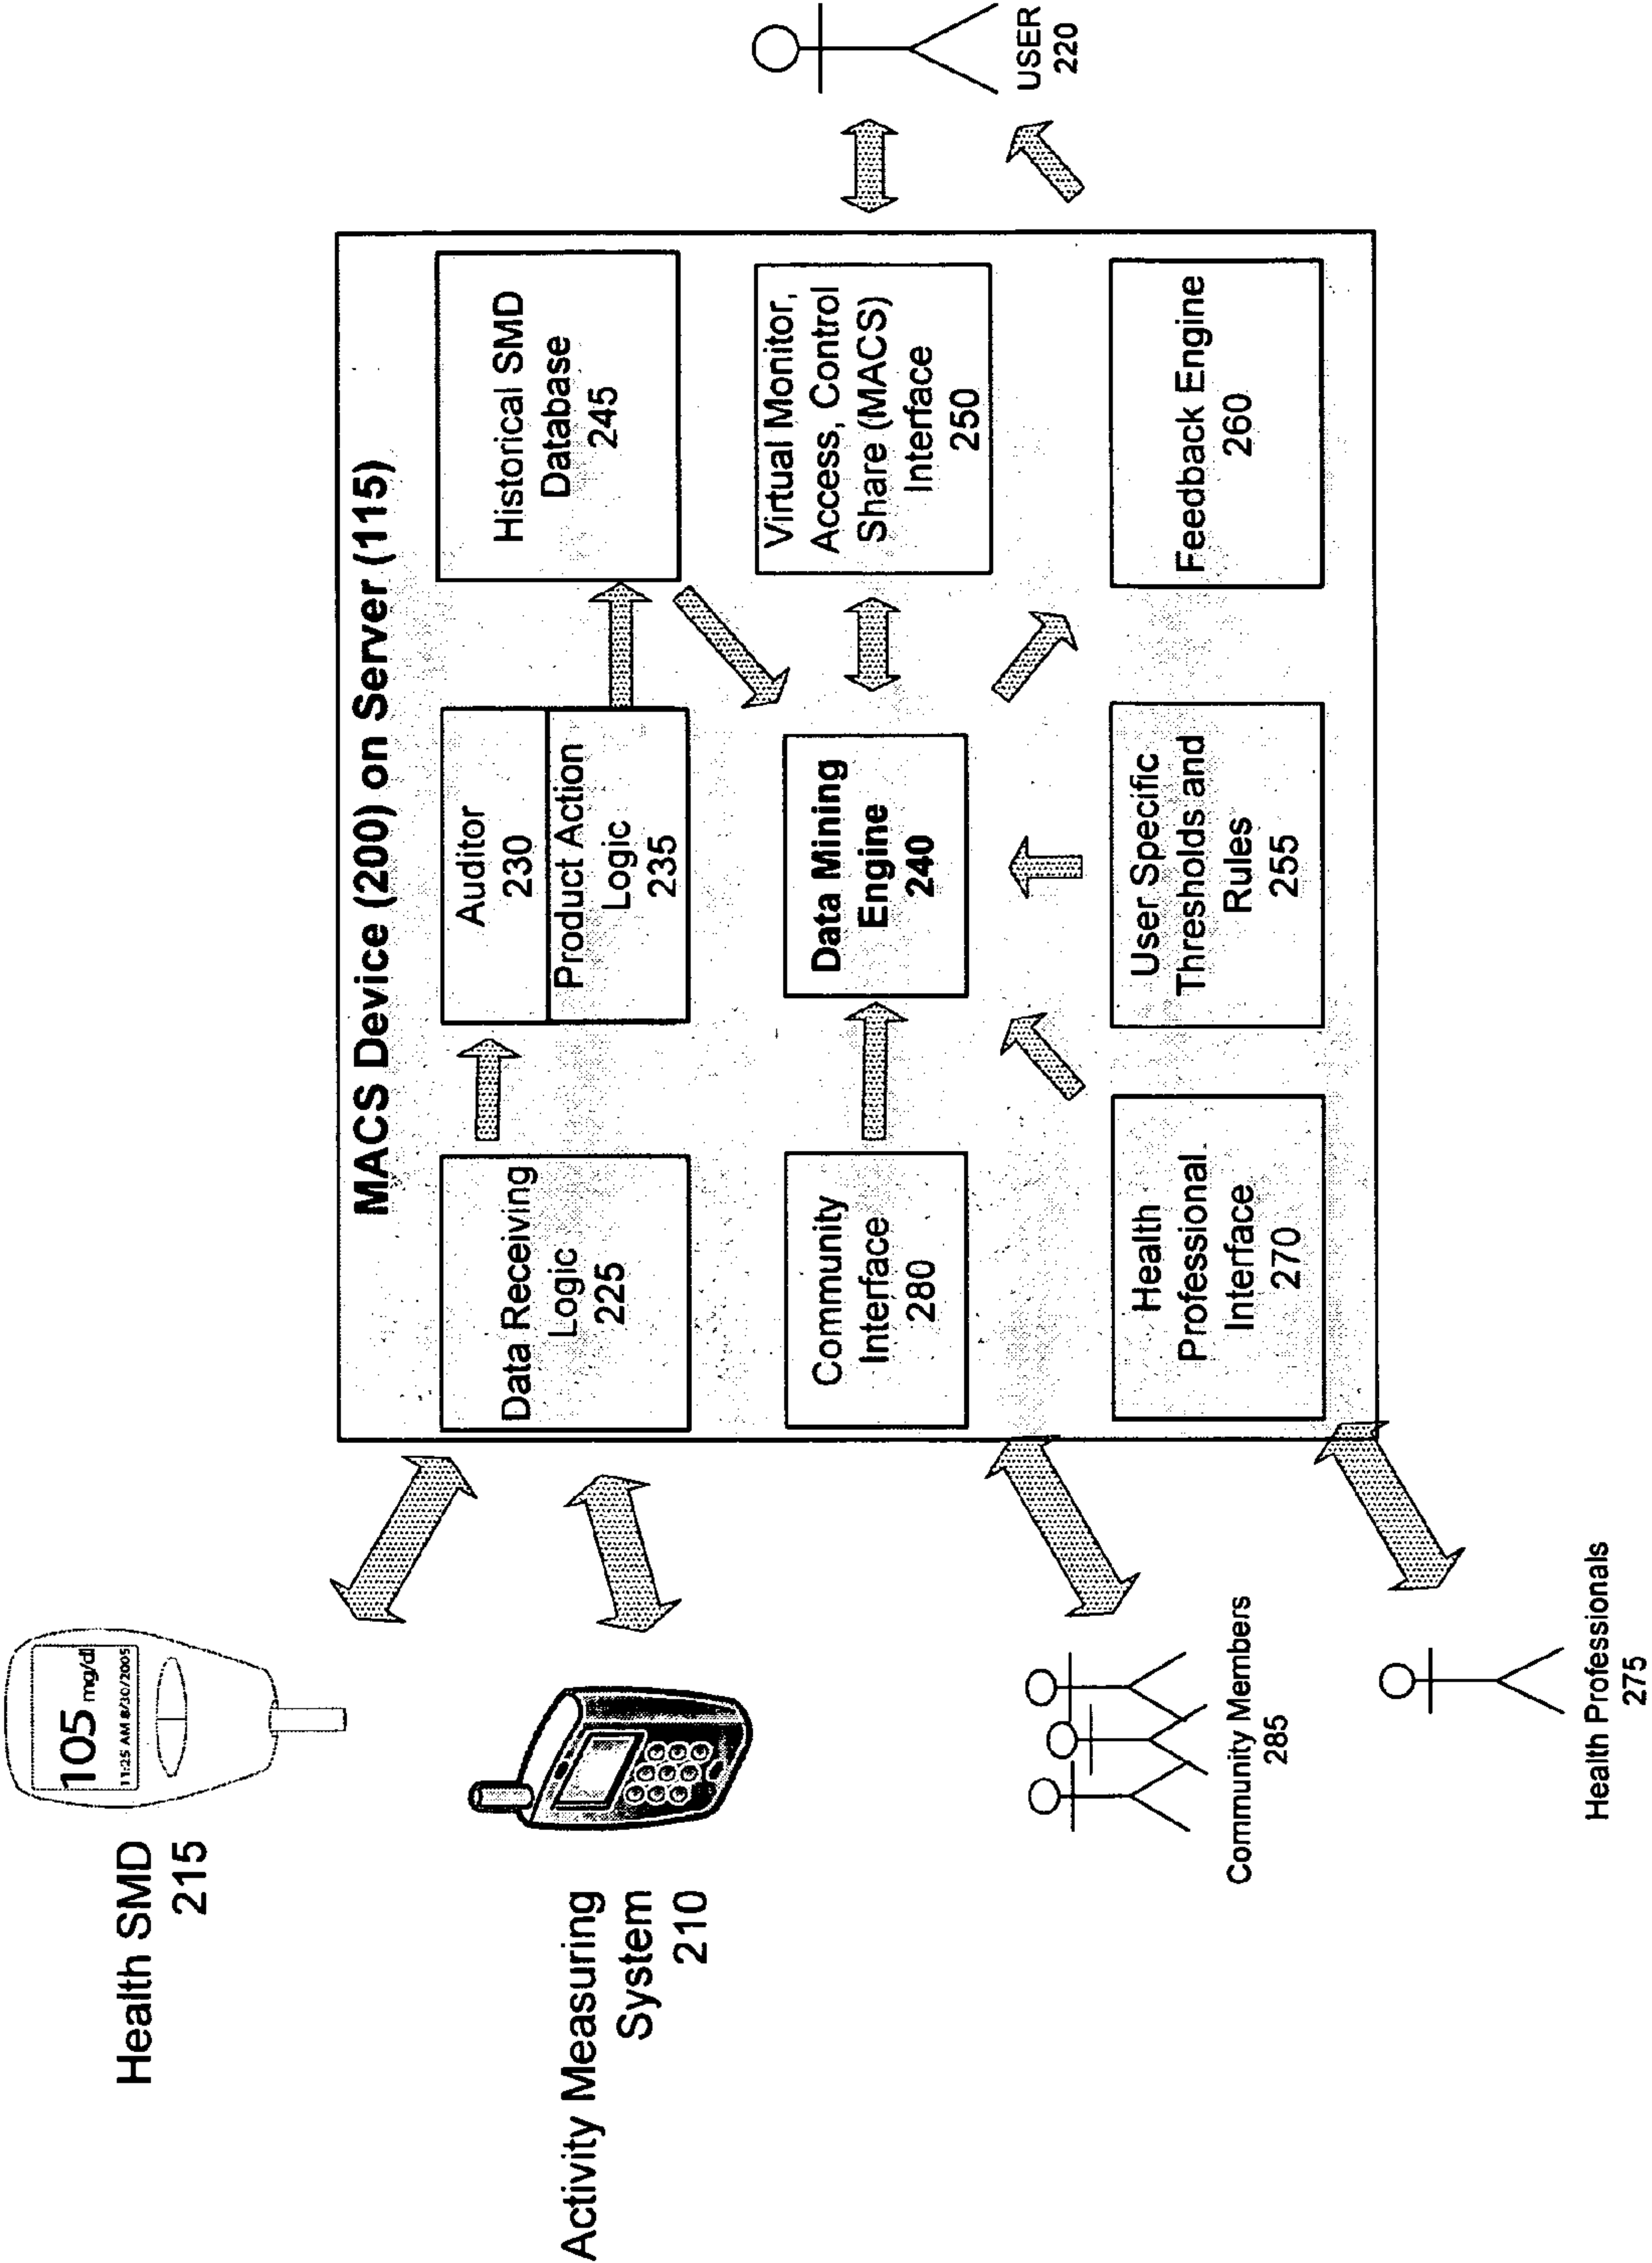 MACS Device (200) on Server (115)
Health SMD
215
105 mg/dl
11:25 AM 8/30/2005
Activity Measuring
System
210
Data Receiving
Logic
225
Auditor
230
Product Action
Logic
235
Historical SMD
Database
245
Community
Interface
280
Data Mining
Engine
240
Virtual Monitor,
Access, Control
Share (MACS)
Interface
250
USER
220
Health
Professional
Interface
270
User Specific
Thresholds and
Rules
255
Feedback Engine
260
Community Members
285
Health Professionals
275